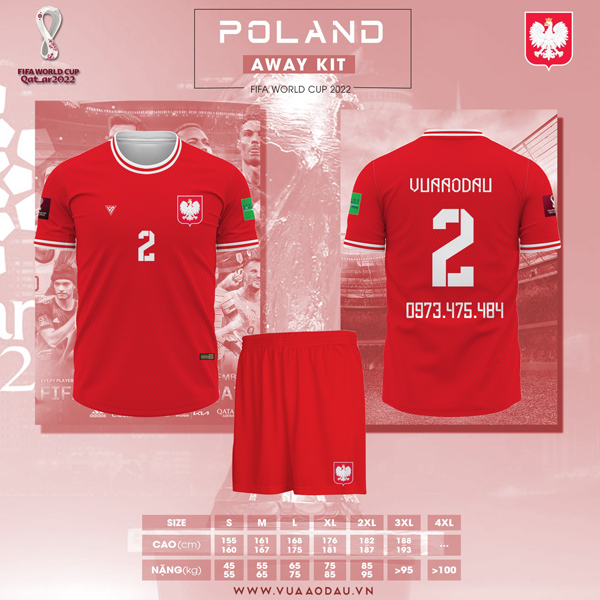 POLAND
AWAY KIT
FIFA WORLD CUP 2022
FIFA WORLD CUP
Qatar2022
2
VUAAODAU
2
0973.475.484
FIF
SIZE S M L XL 2XL 3XL 4XL
CAO(cm) 155 160 161 167 168 175 176 181 182 187 188 193 ...
NẶNG(kg) 45 55 55 65 65 75 75 85 85 95 >95 >100
WWW.VUAAODAU.VN